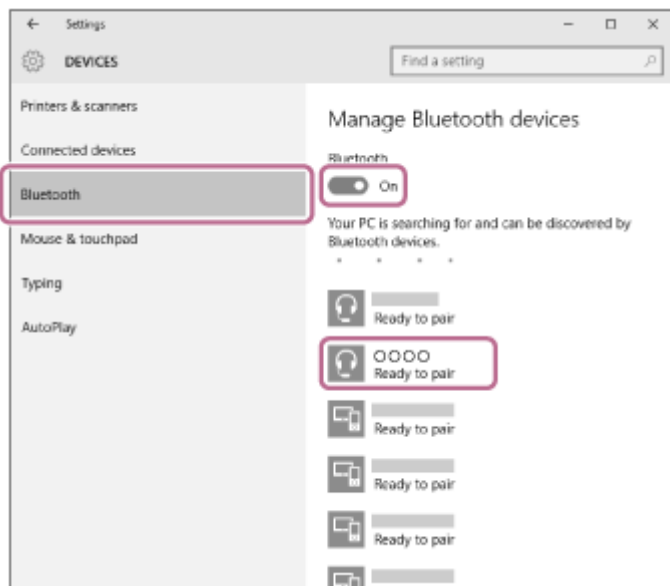 Settings
DEVICES
Find a setting
Printers & scanners
Connected devices
Bluetooth
Mouse & touchpad
Typing
AutoPlay
Manage Bluetooth devices
Bluetooth
On
Your PC is searching for and can be discovered by
Bluetooth devices.
Ready to pair
OOOO
Ready to pair
Ready to pair
Ready to pair
Ready to pair